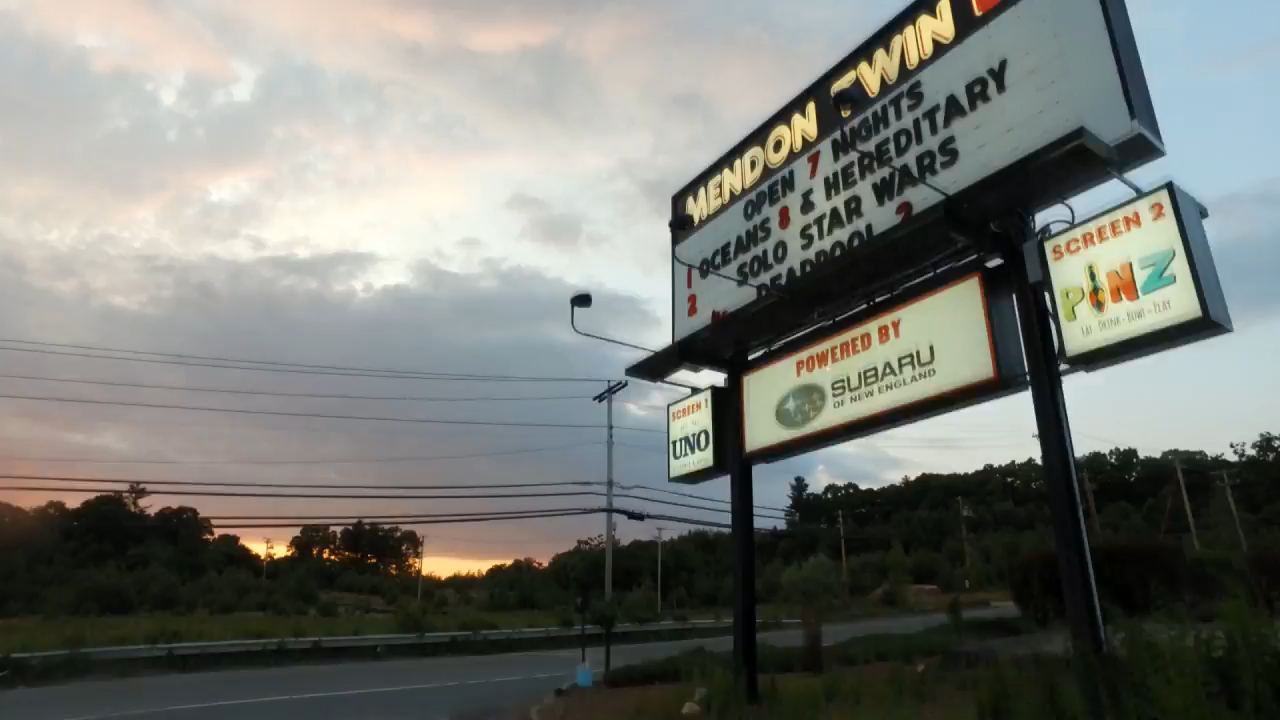 MENDON TWIN
OPEN 7 NIGHTS
1 OCEANS 8 & HEREDITARY
SOLO STAR WARS
2 DEADPOOL 2
POWERED BY
SUBARU
OF NEW ENGLAND
SCREEN 1
UNO
SCREEN 2
PINZ
EAT - DRINK - BOWL - PLAY